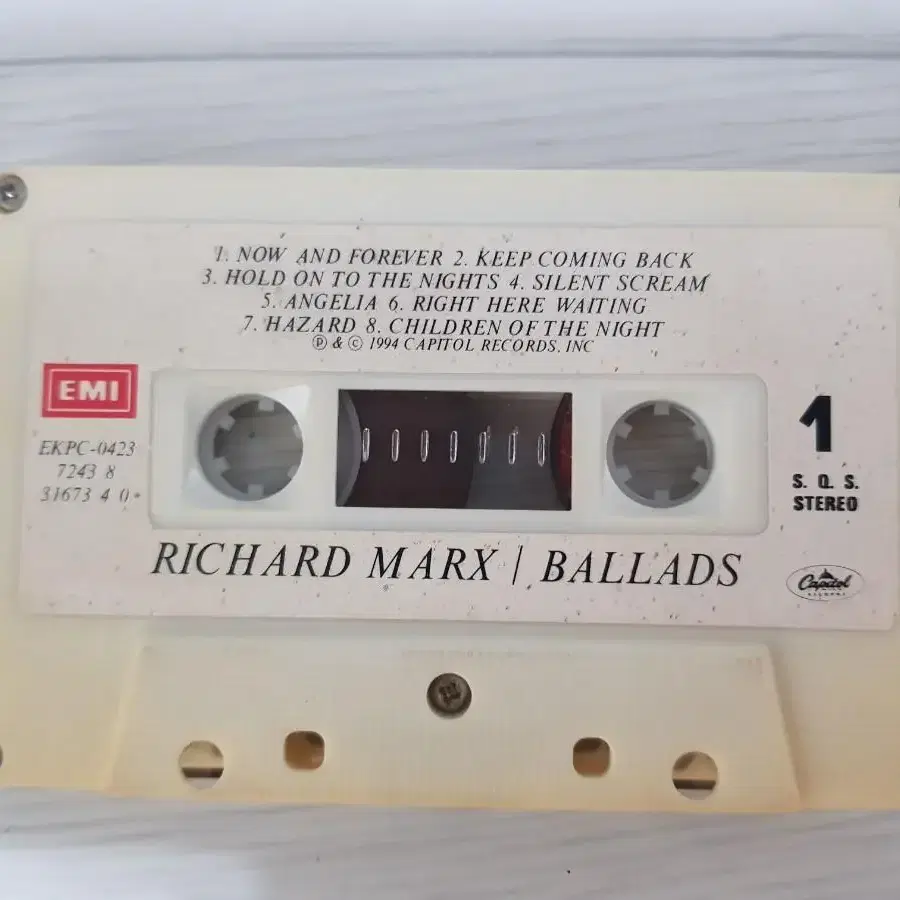 1. NOW AND FOREVER 2. KEEP COMING BACK
3. HOLD ON TO THE NIGHTS 4. SILENT SCREAM
5. ANGELIA 6. RIGHT HERE WAITING
7. HAZARD 8. CHILDREN OF THE NIGHT
Ⓟ & © 1994 CAPITOL RECORDS, INC
EMI
EKPC-0423
7243 8
31673 4 0
1
S. Q. S.
STEREO
RICHARD MARX / BALLADS
Capitol
RECORDS